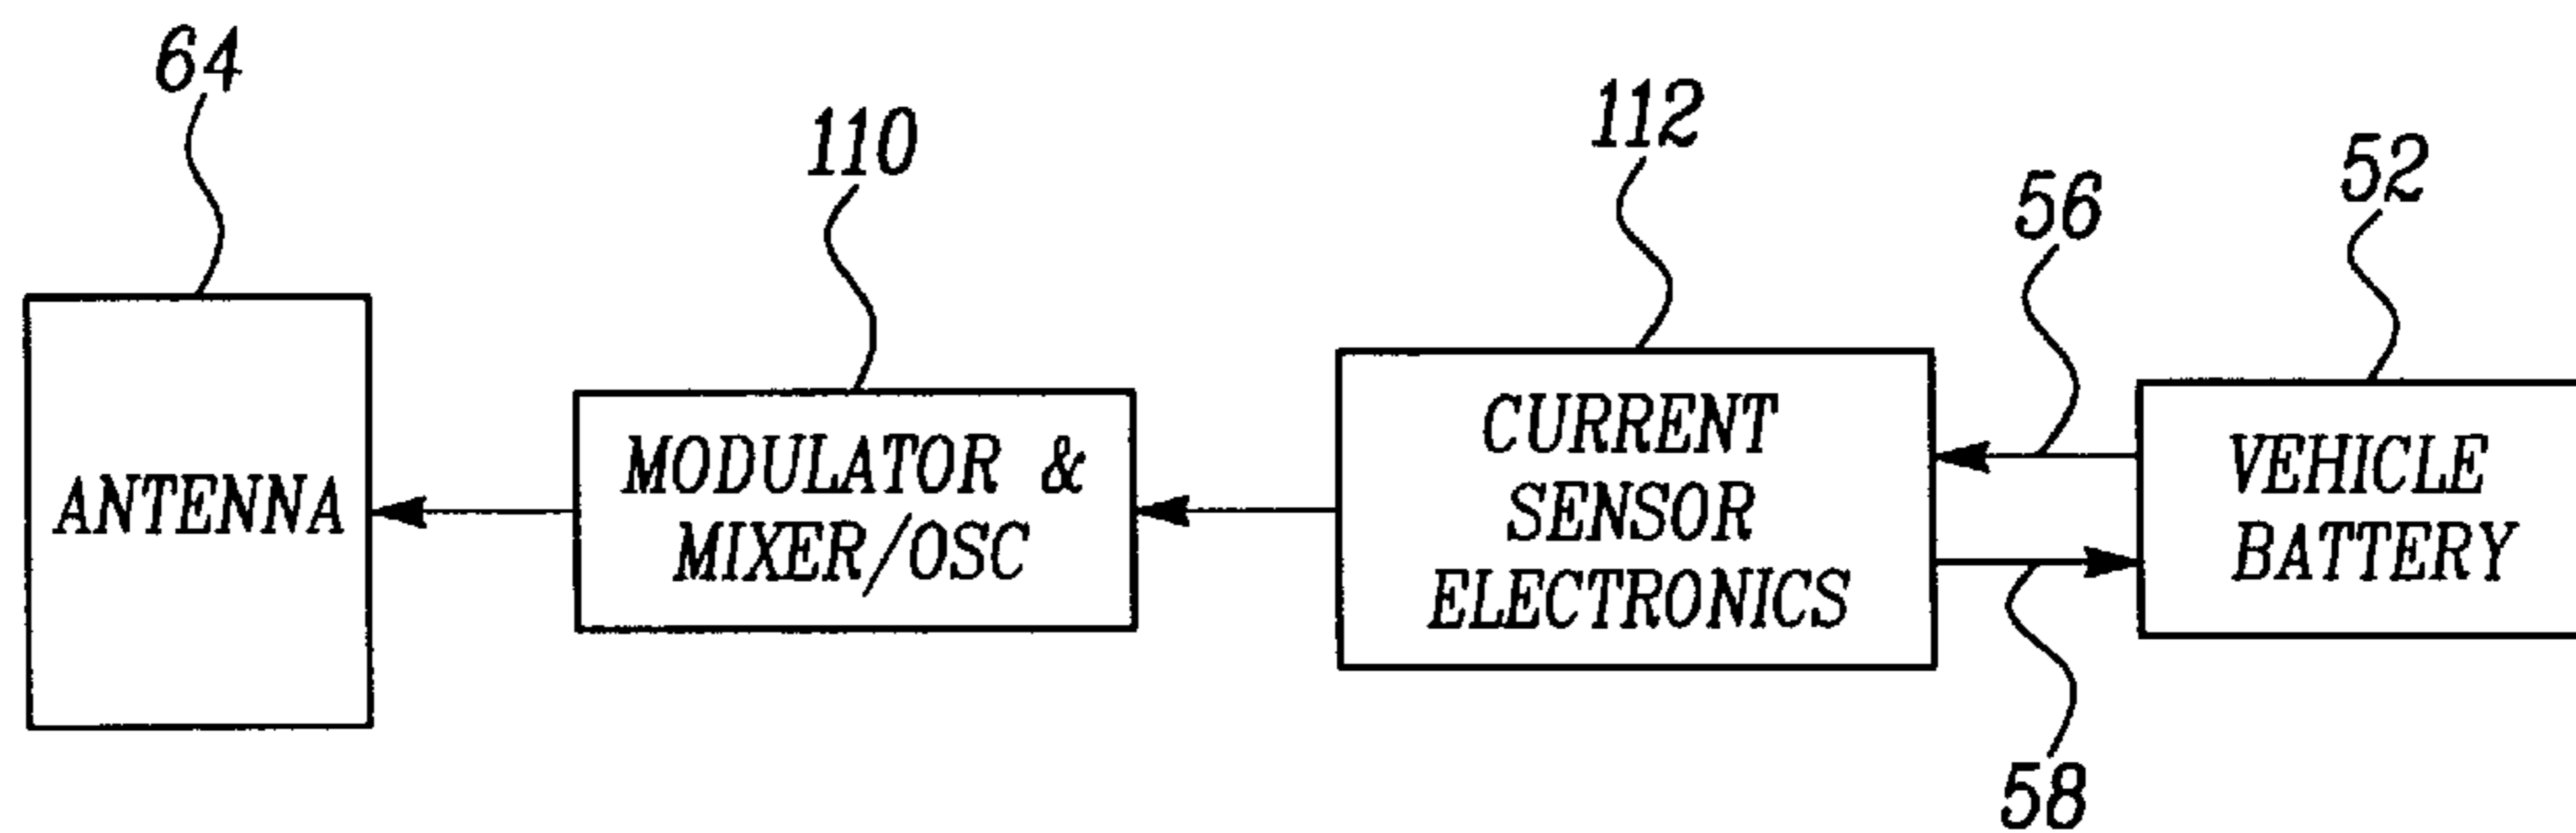 64
110
112
56
52
ANTENNA
MODULATOR &
MIXER/OSC
CURRENT
SENSOR
ELECTRONICS
VEHICLE
BATTERY
58